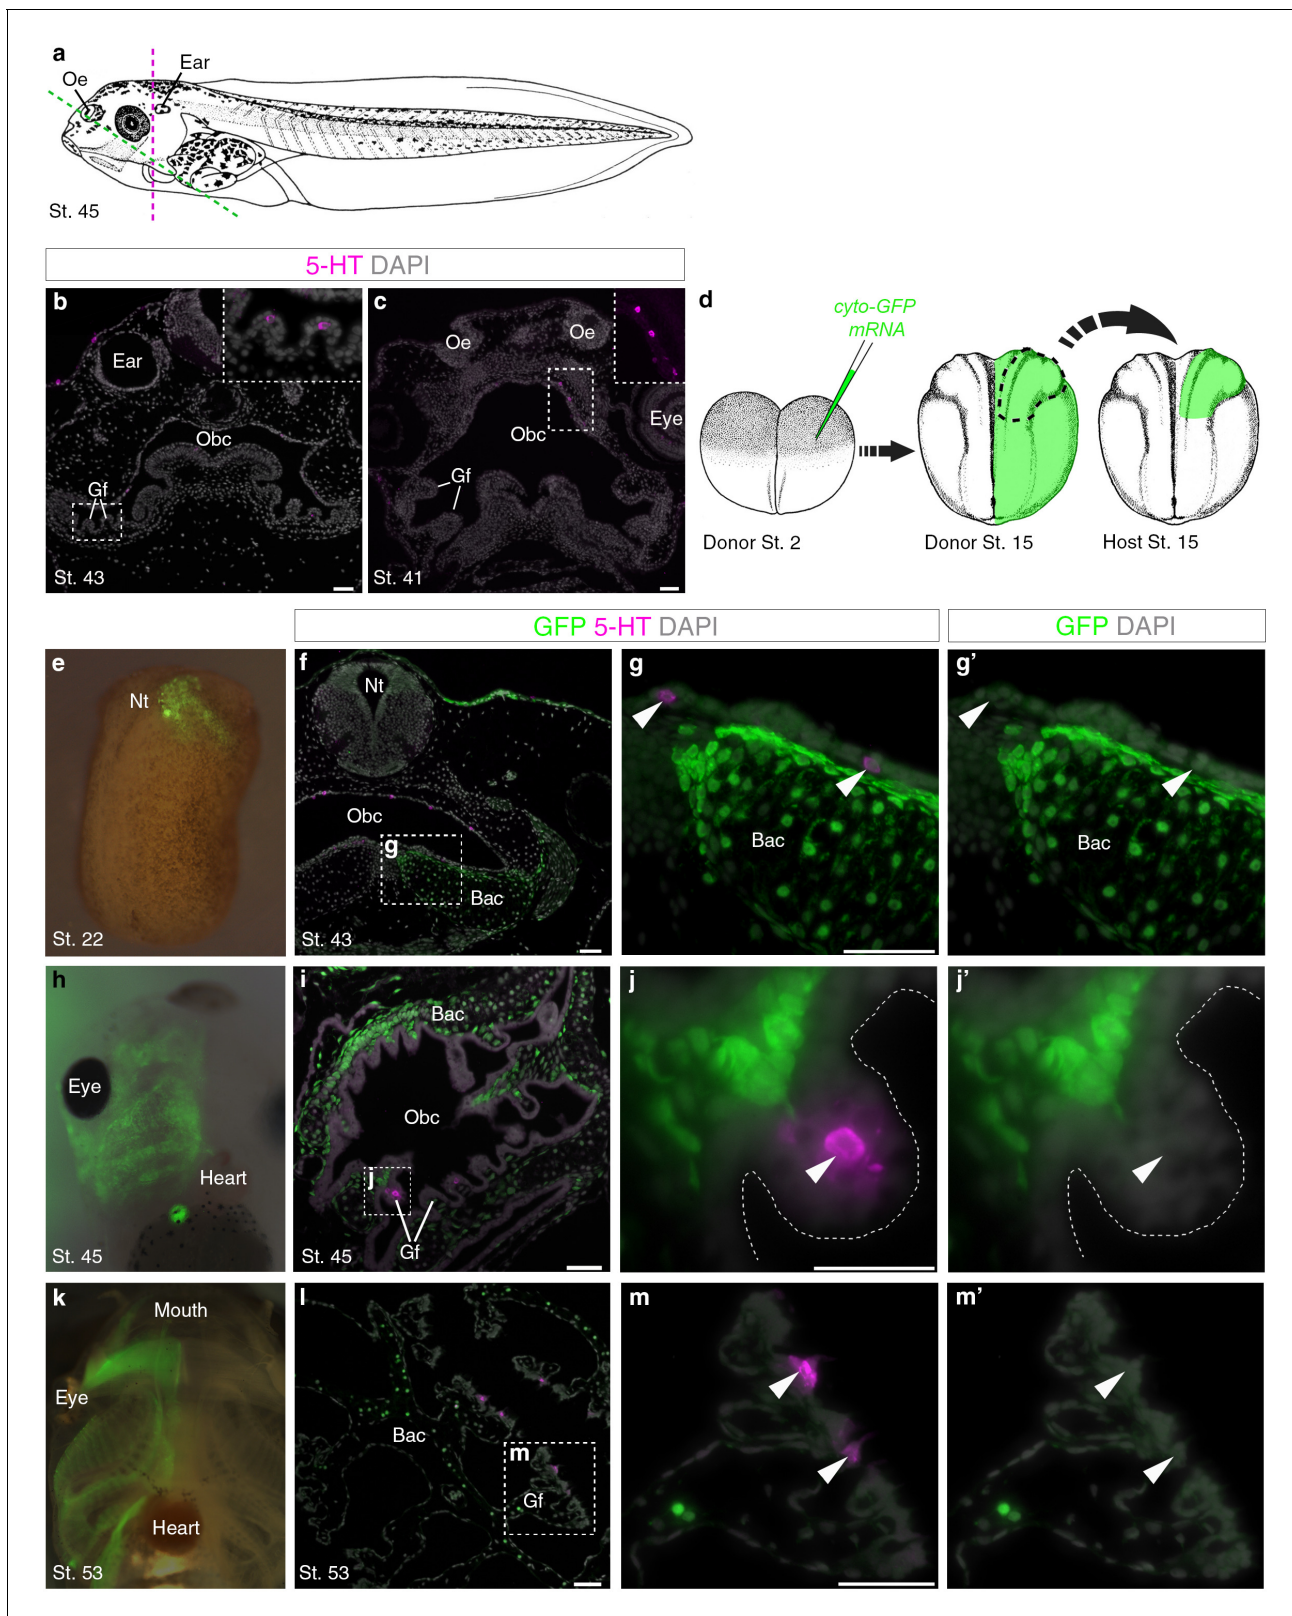 a
Oe
Ear
St. 45
5-HT DAPI
b
Ear
Obc
Gf
St. 43
c
Oe
Oe
Eye
Obc
Gf
St. 41
d
cyto-GFP
mRNA
Donor St. 2
Donor St. 15
Host St. 15
GFP 5-HT DAPI
GFP DAPI
e
Nt
St. 22
f
Nt
Obc
g
Bac
St. 43
g
Bac
g’
Bac
h
Eye
Heart
St. 45
i
Bac
Obc
j
Gf
St. 45
j
j’
k
Mouth
Eye
Heart
St. 53
l
Bac
m
Gf
St. 53
m
m’